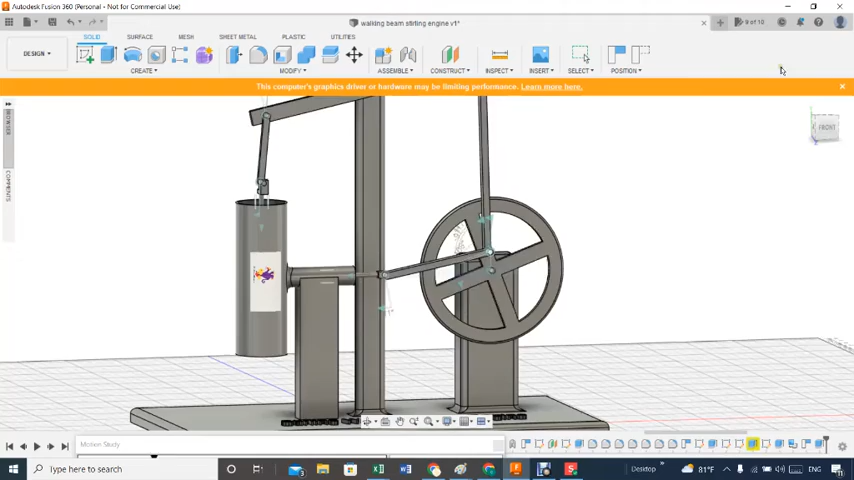 Autodesk Fusion 360 (Personal - Not for Commercial Use)
walking beam stirling engine v1*
9 of 10
SOLID SURFACE MESH SHEET METAL PLASTIC UTILITIES
DESIGN
CREATE MODIFY ASSEMBLE CONSTRUCT INSPECT INSERT SELECT POSITION
This computer's graphics driver or hardware may be limiting performance. Learn more here.
BROWSER
COMMENTS
FRONT
Motion Study
Type here to search
Desktop
81°F
ENG